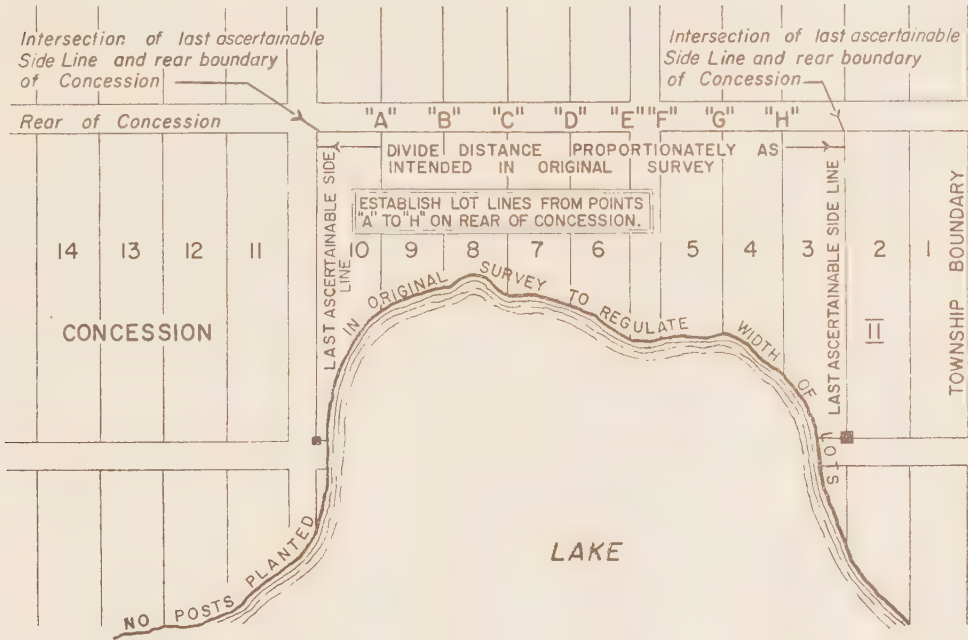 Intersection of last ascertainable
Side Line and rear boundary
of Concession
Intersection of last ascertainable
Side Line and rear boundary
of Concession
Rear of Concession
"A" "B" "C" "D" "E" "F" "G" "H"
DIVIDE DISTANCE PROPORTIONATELY AS
INTENDED IN ORIGINAL SURVEY
ESTABLISH LOT LINES FROM POINTS
"A" TO "H" ON REAR OF CONCESSION.
14 13 12 11 10 9 8 7 6 5 4 3 2 1
LAST ASCERTAINABLE SIDE
LINE
LAST ASCERTAINABLE SIDE LINE
TOWNSHIP BOUNDARY
CONCESSION
II
NO POSTS PLANTED IN ORIGINAL SURVEY TO REGULATE WIDTH OF LOTS
LAKE